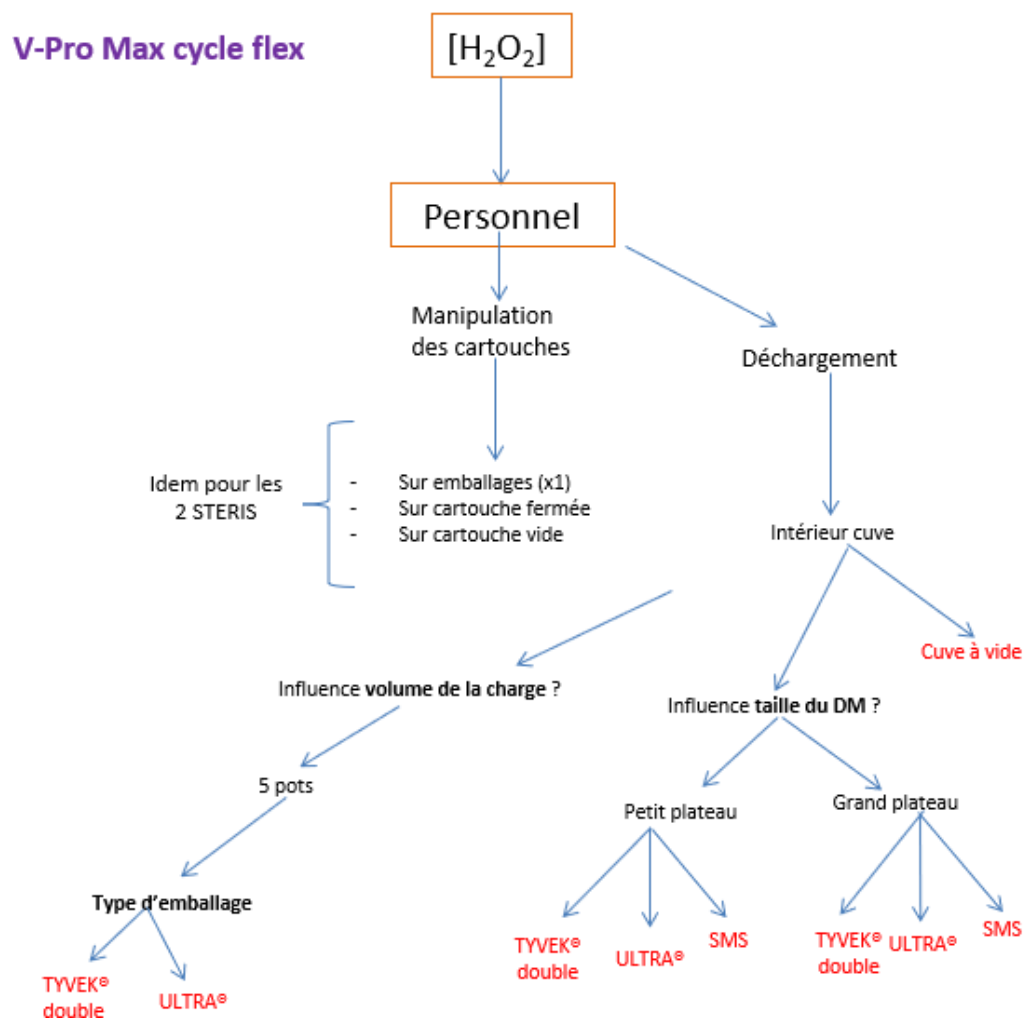 V-Pro Max cycle flex
[H₂O₂]
Personnel
Manipulation
des cartouches
Déchargement
Idem pour les
2 STERIS
- Sur emballages (x1)
- Sur cartouche fermée
- Sur cartouche vide
Intérieur cuve
Cuve à vide
Influence volume de la charge ?
Influence taille du DM ?
5 pots
Petit plateau
Grand plateau
Type d’emballage
TYVEK®
double
ULTRA®
TYVEK®
double
ULTRA®
SMS
TYVEK®
double
ULTRA®
SMS